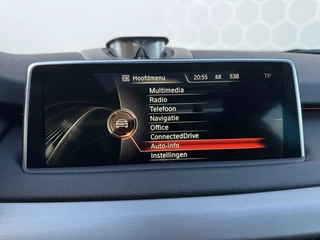 Hoofdmenu 20:55 538 TP
Multimedia
Radio
Telefoon
Navigatie
Office
ConnectedDrive
Auto-info
Instellingen